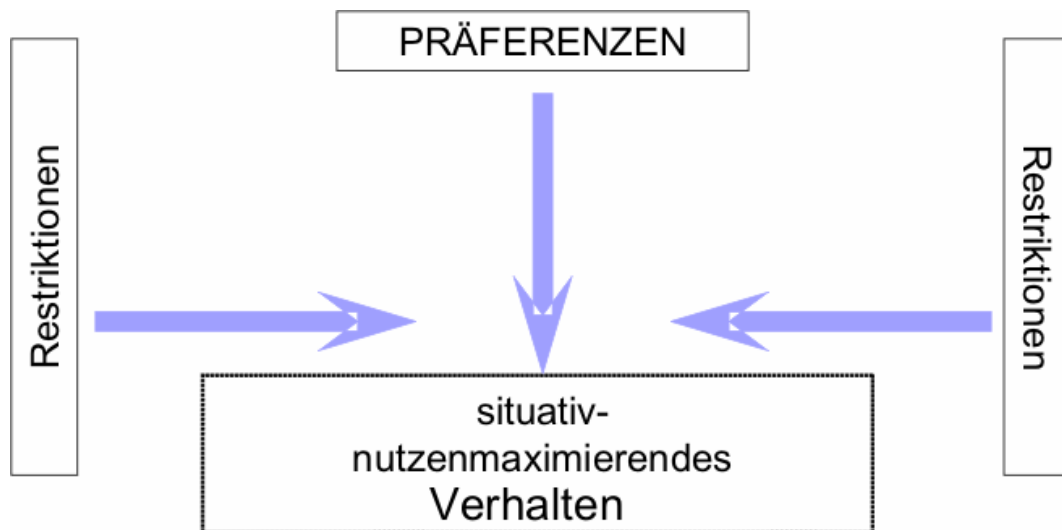 PRÄFERENZEN
Restriktionen
Restriktionen
situativ-
nutzenmaximierendes
Verhalten